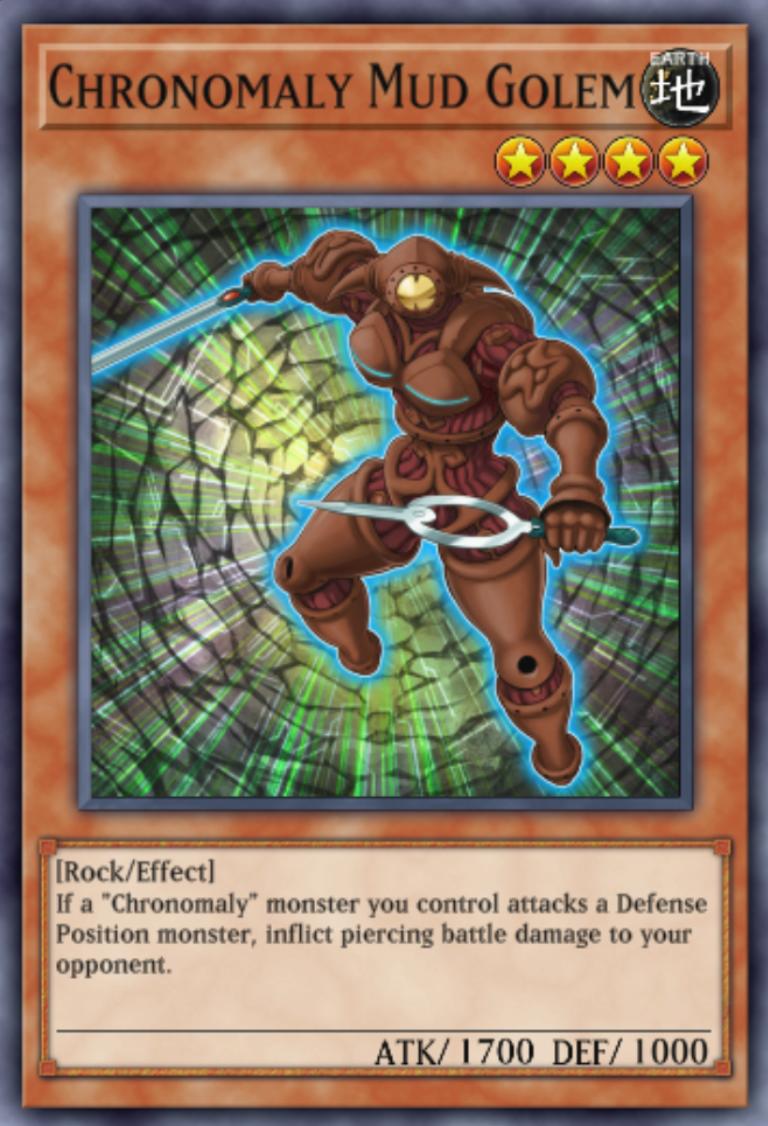 CHRONOMALY MUD GOLEM
EARTH
地
[Rock/Effect]
If a "Chronomaly" monster you control attacks a Defense
Position monster, inflict piercing battle damage to your
opponent.
ATK/ 1700 DEF/ 1000